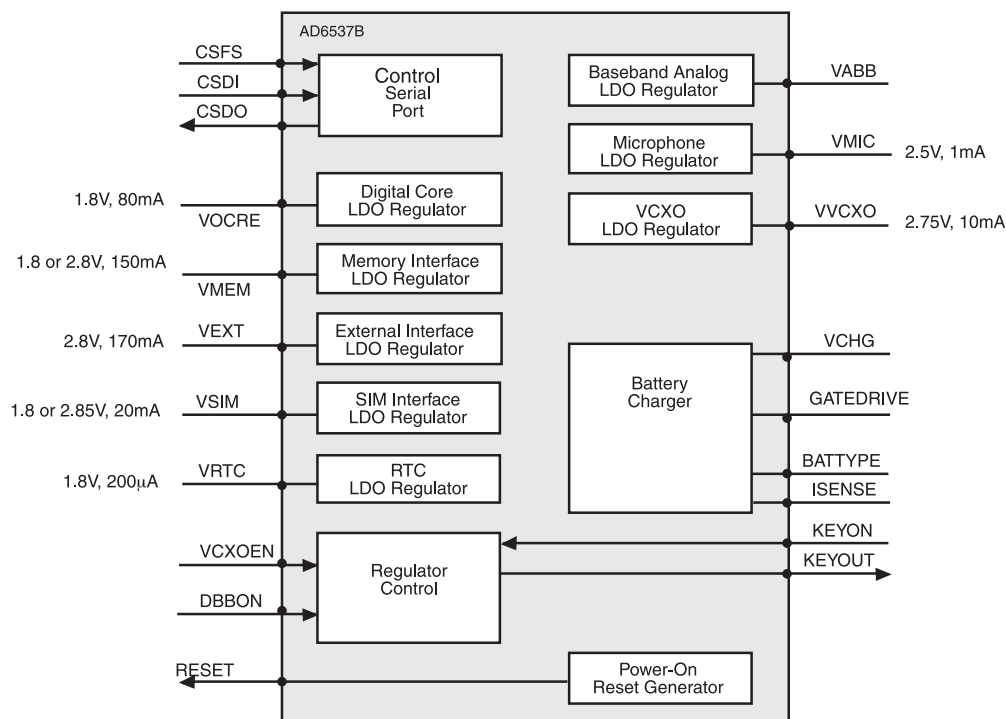 AD6537B
CSFS
CSDI
CSDO
Control
Serial
Port
1.8V, 80mA
VOCRE
Digital Core
LDO Regulator
1.8 or 2.8V, 150mA
VMEM
Memory Interface
LDO Regulator
2.8V, 170mA
VEXT
External Interface
LDO Regulator
1.8 or 2.85V, 20mA
VSIM
SIM Interface
LDO Regulator
1.8V, 200µA
VRTC
RTC
LDO Regulator
VCXOEN
DBBON
Regulator
Control
RESET
Baseband Analog
LDO Regulator
VABB
Microphone
LDO Regulator
VMIC
2.5V, 1mA
VCXO
LDO Regulator
VVCXO
2.75V, 10mA
Battery
Charger
VCHG
GATEDRIVE
BATTYPE
ISENSE
KEYON
KEYOUT
Power-On
Reset Generator